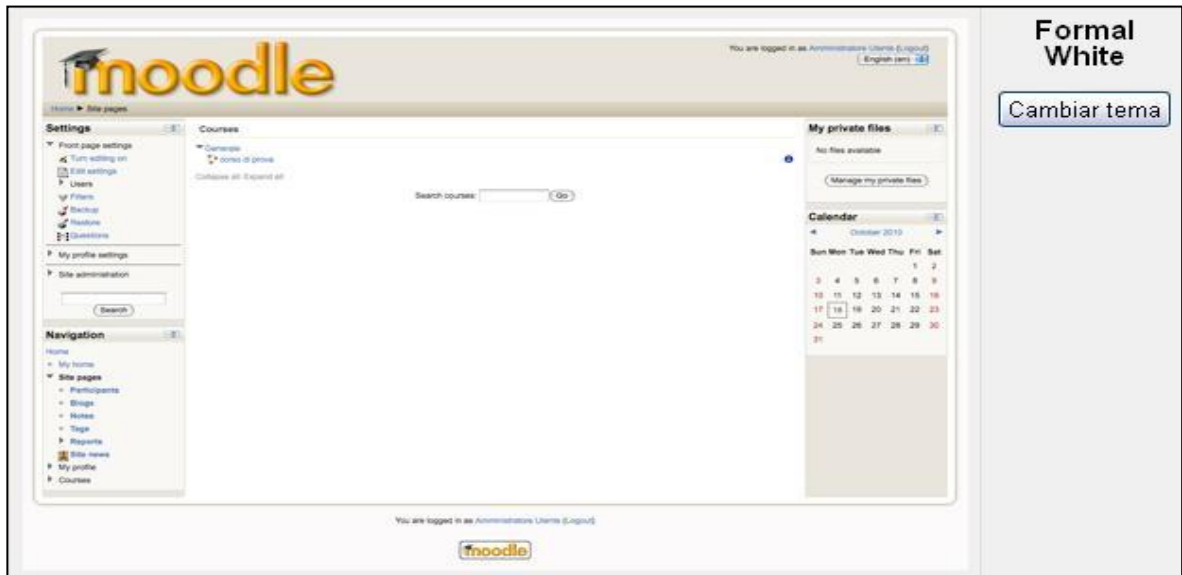 moodle
You are logged in as Amministratore Utente (Logout)
English (en)
Home ► Site pages
Settings
Front page settings
Turn editing on
Edit settings
Users
Filters
Backup
Restore
Questions
My profile settings
Site administration
Search
Navigation
Home
My home
Site pages
Participants
Blogs
Notes
Tags
Reports
Site news
My profile
Courses
Courses
Generale
corso di prova
Collapse all Expand all
Search courses: Go
My private files
No files available
Manage my private files
Calendar
◄ October 2010 ►
Sun Mon Tue Wed Thu Fri Sat
1 2
3 4 5 6 7 8 9
10 11 12 13 14 15 16
17 18 19 20 21 22 23
24 25 26 27 28 29 30
31
You are logged in as Amministratore Utente (Logout)
moodle
Formal
White
Cambiar tema